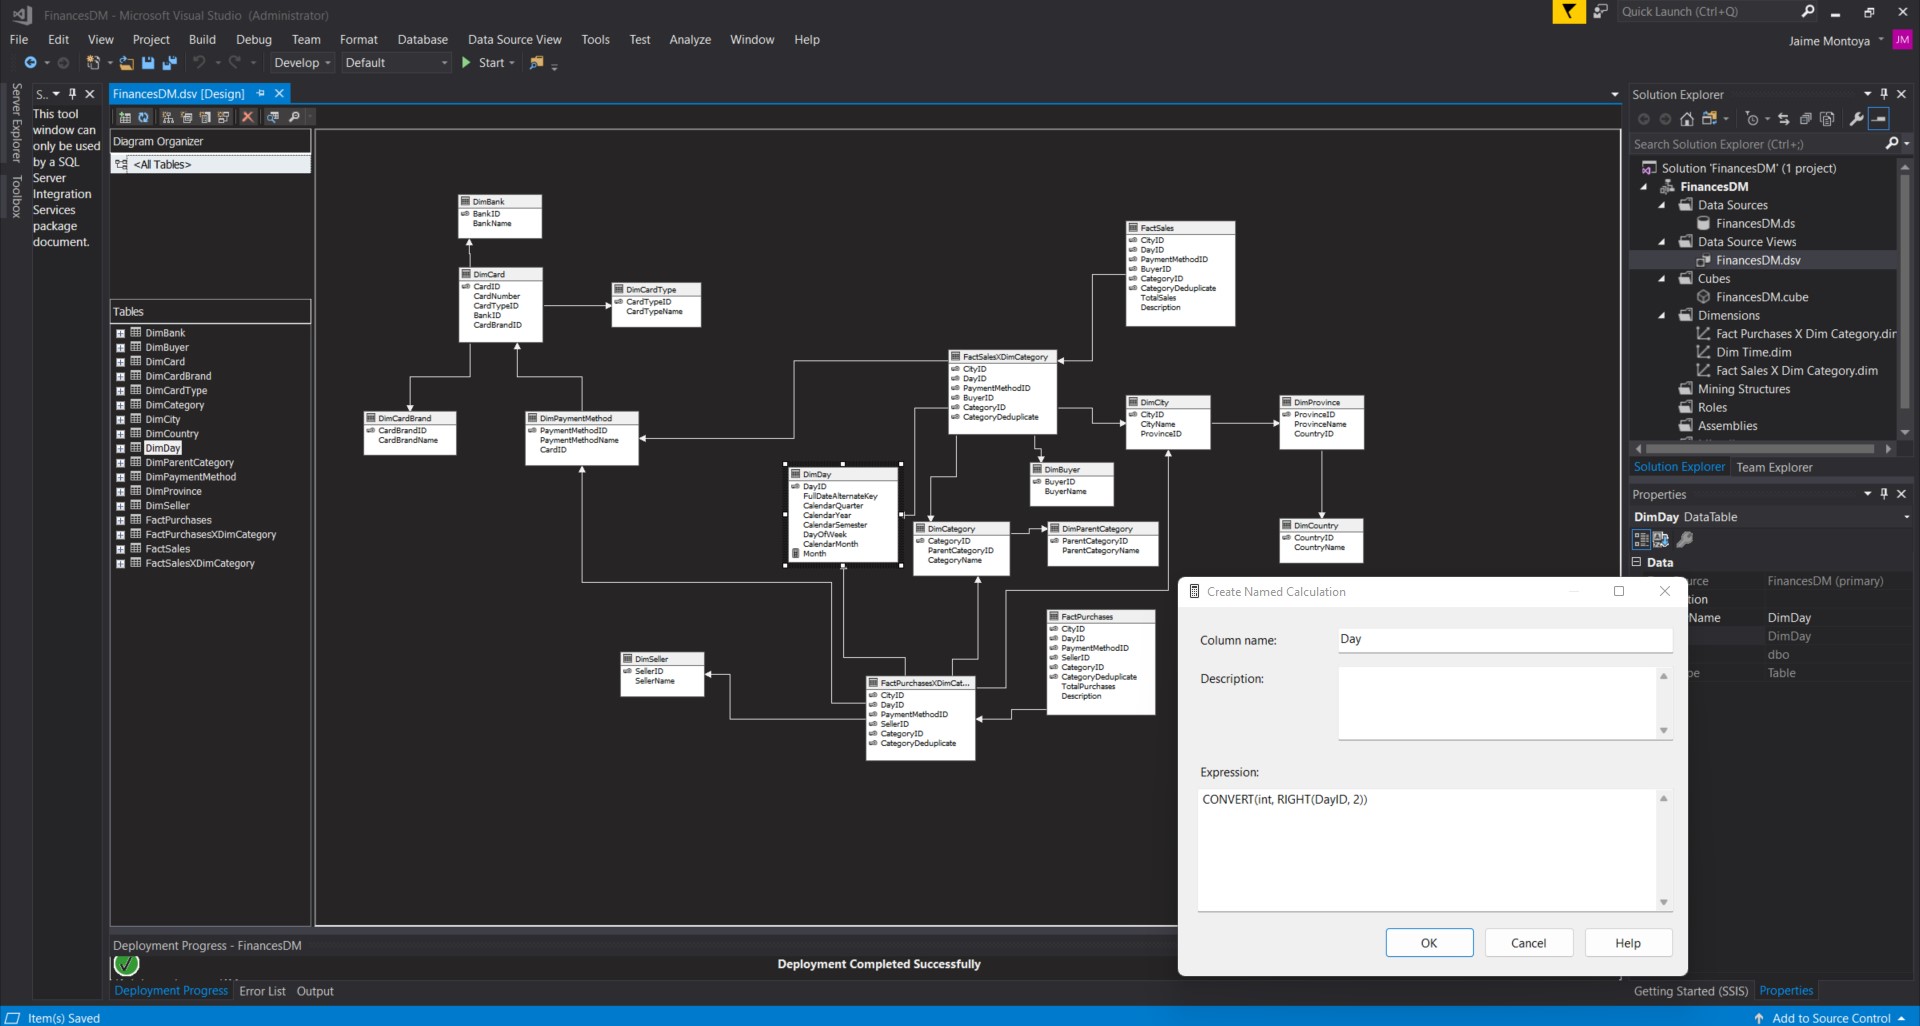 FinancesDM - Microsoft Visual Studio (Administrator)
Quick Launch (Ctrl+Q)
File Edit View Project Build Debug Team Format Database Data Source View Tools Test Analyze Window Help
Jaime Montoya JM
Develop Default Start
Server Explorer
Toolbox
S..
This tool
window can
only be used
by a SQL
Server
Integration
Services
package
document.
FinancesDM.dsv [Design]
Diagram Organizer
<All Tables>
Tables
DimBank
DimBuyer
DimCard
DimCardBrand
DimCardType
DimCategory
DimCity
DimCountry
DimDay
DimParentCategory
DimPaymentMethod
DimProvince
DimSeller
FactPurchases
FactPurchasesXDimCategory
FactSales
FactSalesXDimCategory
DimBank
BankID
BankName
DimCard
CardID
CardNumber
CardTypeID
BankID
CardBrandID
DimCardType
CardTypeID
CardTypeName
DimCardBrand
CardBrandID
CardBrandName
DimPaymentMethod
PaymentMethodID
PaymentMethodName
CardID
FactSales
CityID
DayID
PaymentMethodID
BuyerID
CategoryID
CategoryDeduplicate
TotalSales
Description
FactSalesXDimCategory
CityID
DayID
PaymentMethodID
BuyerID
CategoryID
CategoryDeduplicate
DimCity
CityID
CityName
ProvinceID
DimProvince
ProvinceID
ProvinceName
CountryID
DimDay
DayID
FullDateAlternateKey
CalendarQuarter
CalendarYear
CalendarSemester
DayOfWeek
CalendarMonth
Month
DimBuyer
BuyerID
BuyerName
DimCategory
CategoryID
ParentCategoryID
CategoryName
DimParentCategory
ParentCategoryID
ParentCategoryName
DimCountry
CountryID
CountryName
DimSeller
SellerID
SellerName
FactPurchasesXDimCat...
CityID
DayID
PaymentMethodID
SellerID
CategoryID
CategoryDeduplicate
FactPurchases
CityID
DayID
PaymentMethodID
SellerID
CategoryID
CategoryDeduplicate
TotalPurchases
Description
Solution Explorer
Search Solution Explorer (Ctrl+;)
Solution 'FinancesDM' (1 project)
FinancesDM
Data Sources
FinancesDM.ds
Data Source Views
FinancesDM.dsv
Cubes
FinancesDM.cube
Dimensions
Fact Purchases X Dim Category.dir
Dim Time.dim
Fact Sales X Dim Category.dim
Mining Structures
Roles
Assemblies
Solution Explorer Team Explorer
Properties
DimDay DataTable
Data
urce FinancesDM (primary)
tion
Name DimDay
DimDay
dbo
pe Table
Create Named Calculation
Column name: Day
Description:
Expression:
CONVERT(int, RIGHT(DayID, 2))
OK Cancel Help
Deployment Progress - FinancesDM
Deployment Completed Successfully
Deployment Progress Error List Output
Getting Started (SSIS) Properties
Item(s) Saved
Add to Source Control